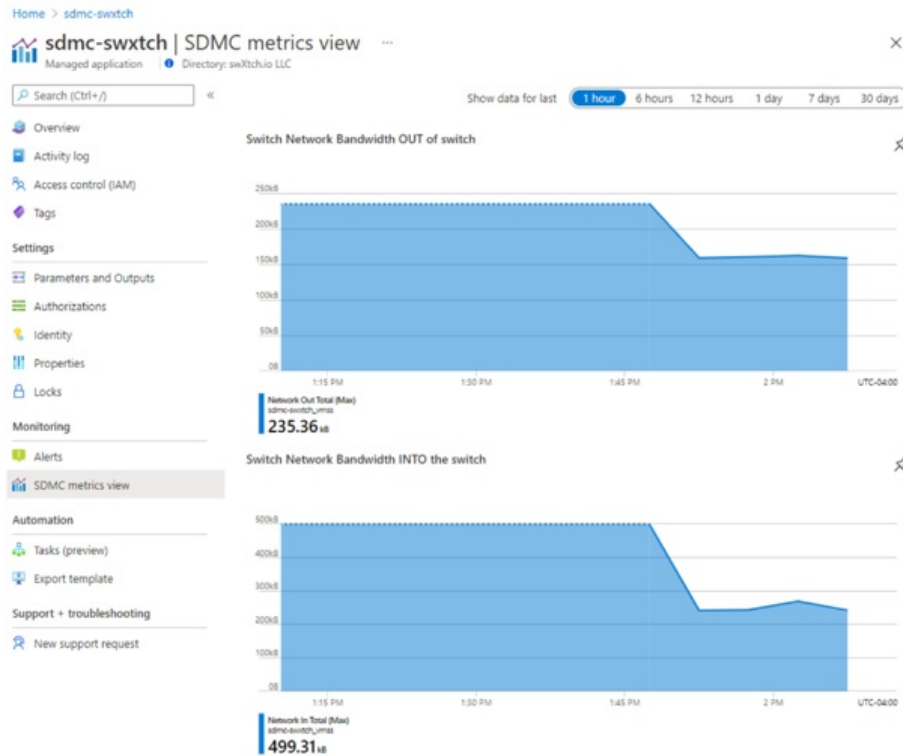 Home > sdmc-swxtch
sdmc-swxtch | SDMC metrics view ...
Managed application Directory: swXtch.io LLC
Search (Ctrl+/)
Overview
Activity log
Access control (IAM)
Tags
Settings
Parameters and Outputs
Authorizations
Identity
Properties
Locks
Monitoring
Alerts
SDMC metrics view
Automation
Tasks (preview)
Export template
Support + troubleshooting
New support request
Show data for last 1 hour 6 hours 12 hours 1 day 7 days 30 days
Switch Network Bandwidth OUT of switch
250kB
200kB
150kB
100kB
50kB
0B
1:15 PM 1:30 PM 1:45 PM 2 PM UTC-04:00
Network Out Total (Max)
sdmc-switch_vmss
235.36 kB
Switch Network Bandwidth INTO the switch
500kB
400kB
300kB
200kB
100kB
0B
1:15 PM 1:30 PM 1:45 PM 2 PM UTC-04:00
Network In Total (Max)
sdmc-switch_vmss
499.31 kB